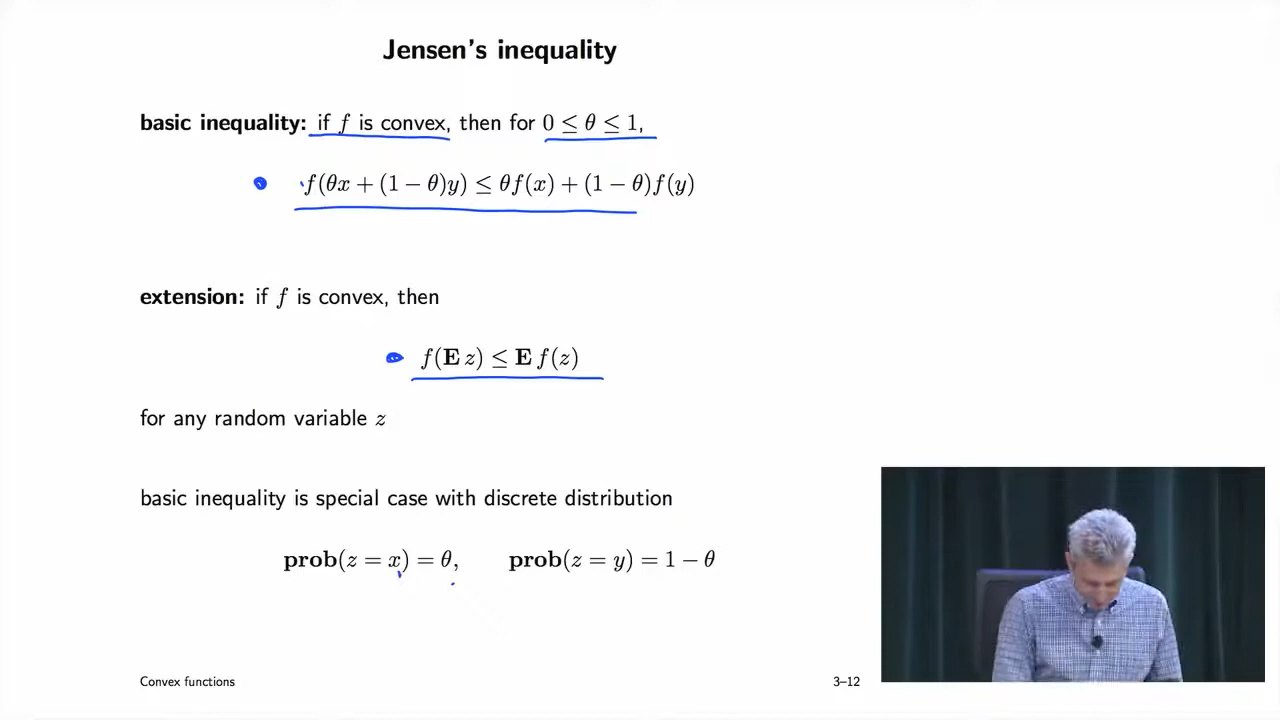 Jensen's inequality
basic inequality: if f is convex, then for 0 ≤ θ ≤ 1,
f(θx + (1 − θ)y) ≤ θf(x) + (1 − θ)f(y)
extension: if f is convex, then
f(E z) ≤ E f(z)
for any random variable z
basic inequality is special case with discrete distribution
prob(z = x) = θ, prob(z = y) = 1 − θ
Convex functions 3–12